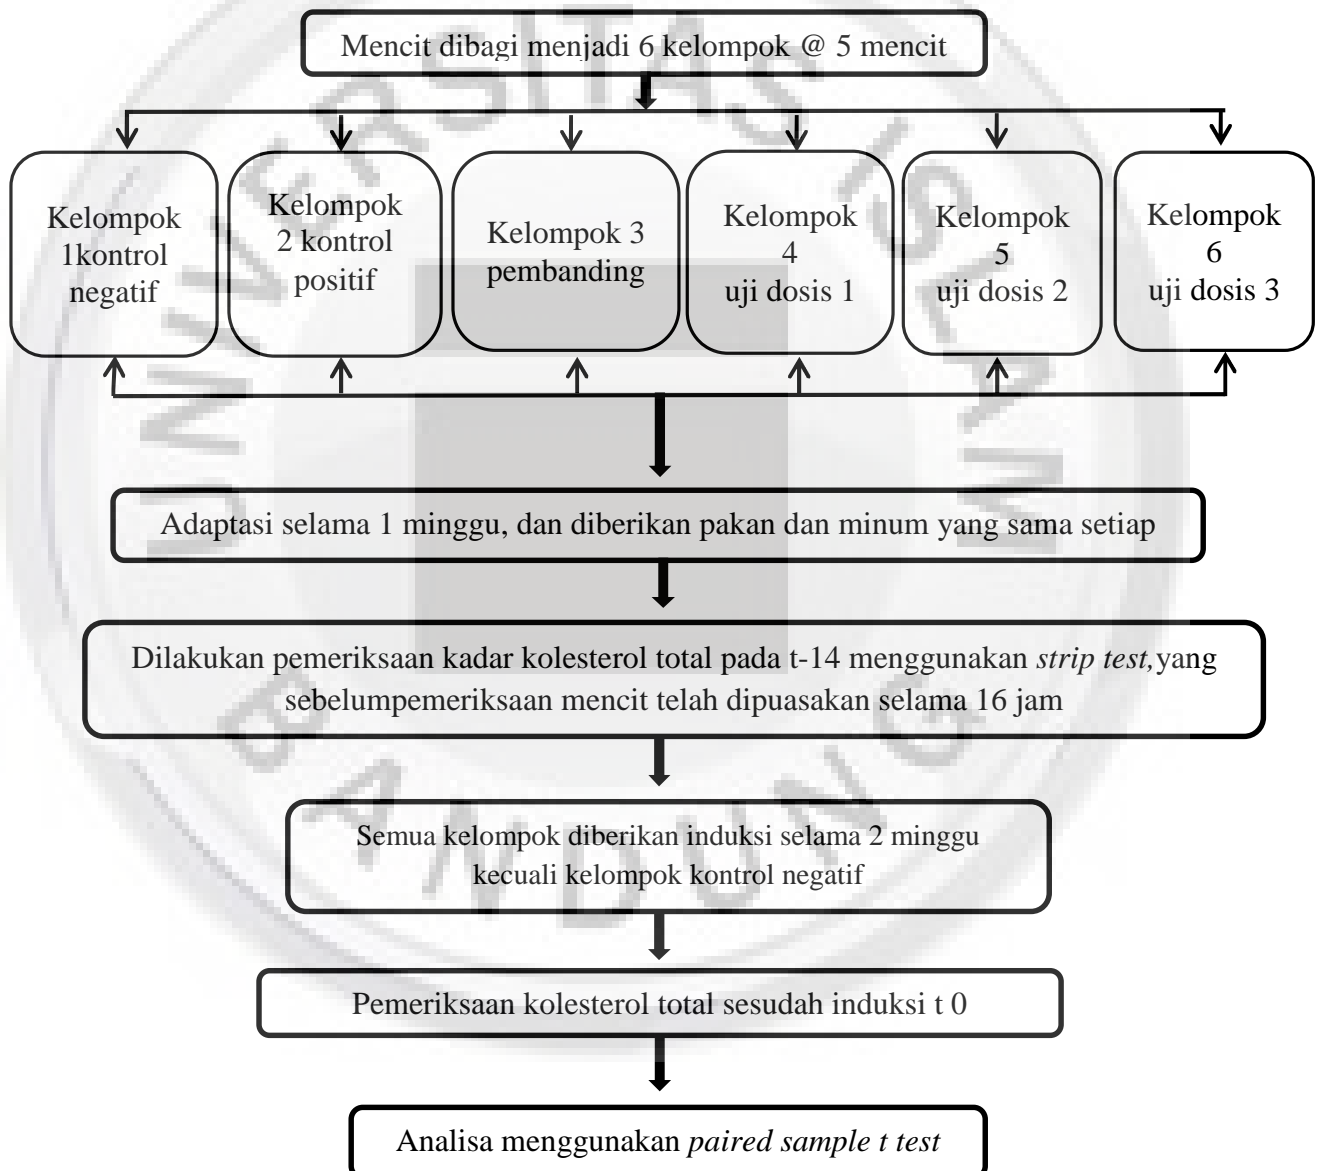 Mencit dibagi menjadi 6 kelompok @ 5 mencit
Kelompok
1kontrol
negatif
Kelompok
2 kontrol
positif
Kelompok 3
pembanding
Kelompok
4
uji dosis 1
Kelompok
5
uji dosis 2
Kelompok
6
uji dosis 3
Adaptasi selama 1 minggu, dan diberikan pakan dan minum yang sama setiap
Dilakukan pemeriksaan kadar kolesterol total pada t-14 menggunakan strip test,yang
sebelumpemeriksaan mencit telah dipuasakan selama 16 jam
Semua kelompok diberikan induksi selama 2 minggu
kecuali kelompok kontrol negatif
Pemeriksaan kolesterol total sesudah induksi t 0
Analisa menggunakan paired sample t test
UNIVERSITAS ISLAM
BANDUNG